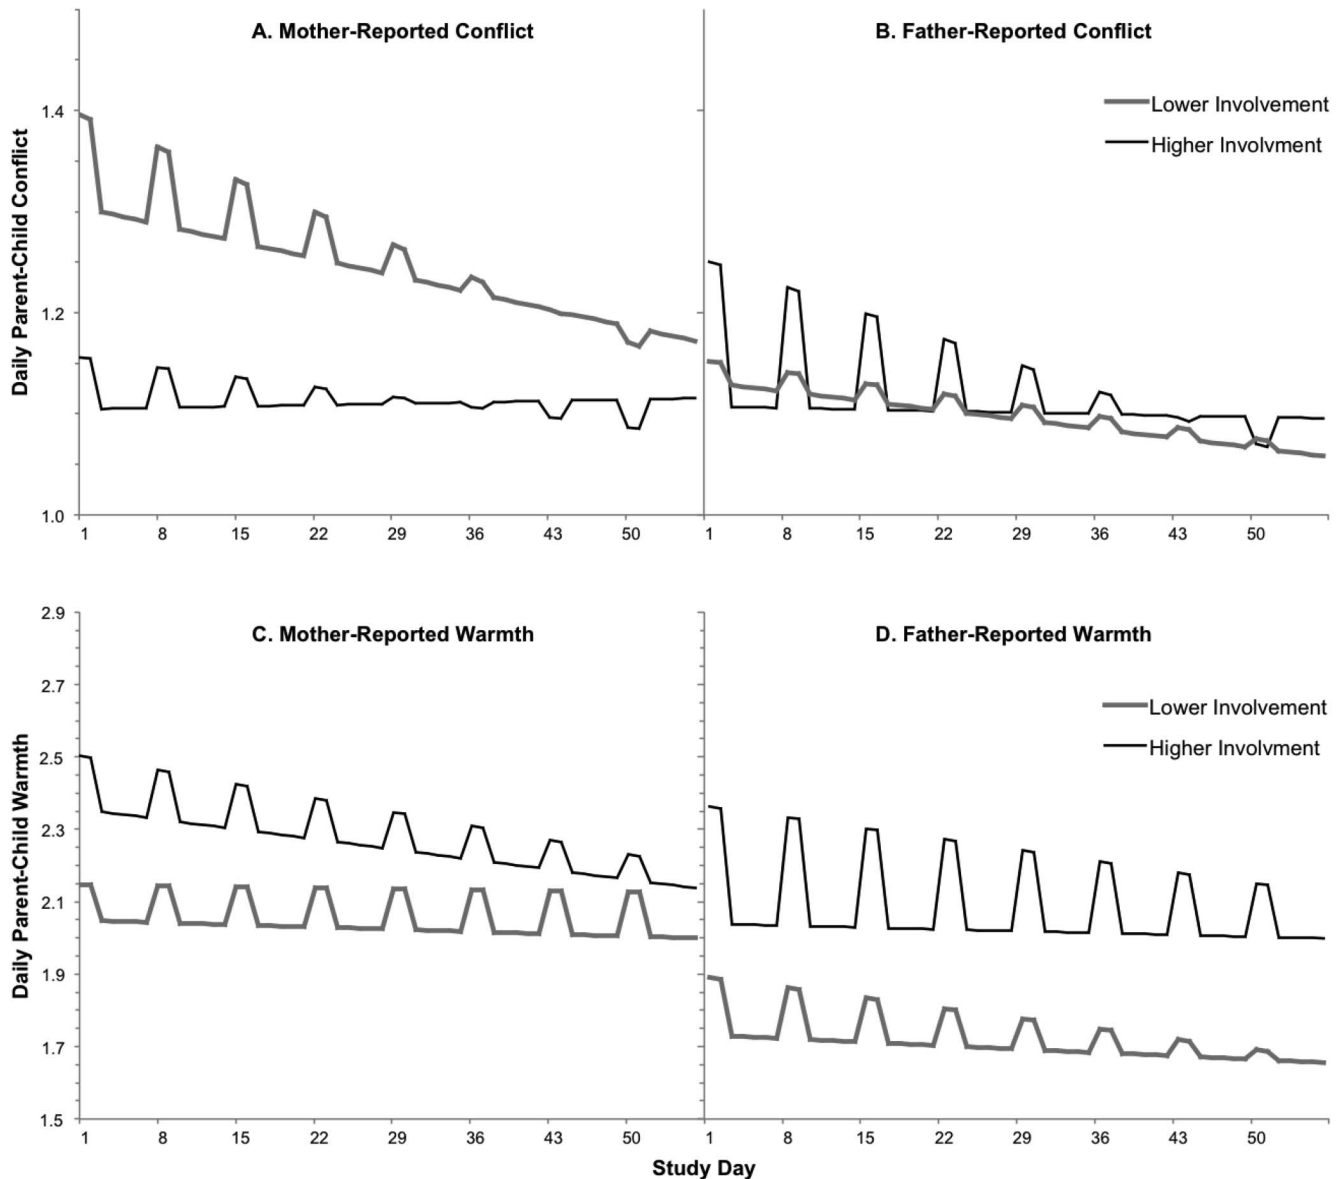 A. Mother-Reported Conflict
B. Father-Reported Conflict
Lower Involvement
Higher Involvment
Daily Parent-Child Conflict
1.4
1.2
1.0
1 8 15 22 29 36 43 50
1 8 15 22 29 36 43 50
C. Mother-Reported Warmth
D. Father-Reported Warmth
Lower Involvement
Higher Involvment
Daily Parent-Child Warmth
2.9
2.7
2.5
2.3
2.1
1.9
1.7
1.5
1 8 15 22 29 36 43 50
1 8 15 22 29 36 43 50
Study Day